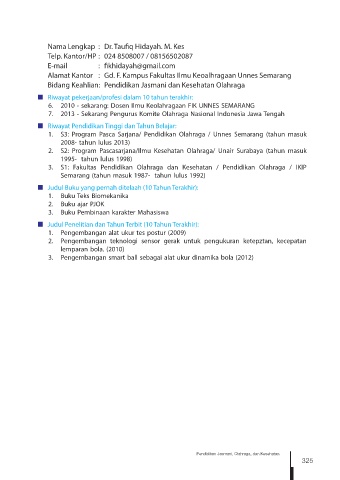 Nama Lengkap : Dr. Taufiq Hidayah. M. Kes
Telp. Kantor/HP : 024 8508007 / 08156502087
E-mail : fikhidayah@gmail.com
Alamat Kantor : Gd. F. Kampus Fakultas Ilmu Keoalhragaan Unnes Semarang
Bidang Keahlian: Pendidikan Jasmani dan Kesehatan Olahraga
■ Riwayat pekerjaan/profesi dalam 10 tahun terakhir:
6. 2010 - sekarang: Dosen Ilmu Keolahragaan FIK UNNES SEMARANG
7. 2013 - Sekarang Pengurus Komite Olahraga Nasional Indonesia Jawa Tengah
■ Riwayat Pendidikan Tinggi dan Tahun Belajar:
1. S3: Program Pasca Sarjana/ Pendidikan Olahraga / Unnes Semarang (tahun masuk
2008- tahun lulus 2013)
2. S2: Program Pascasarjana/Ilmu Kesehatan Olahraga/ Unair Surabaya (tahun masuk
1995- tahun lulus 1998)
3. S1: Fakultas Pendidikan Olahraga dan Kesehatan / Pendidikan Olahraga / IKIP
Semarang (tahun masuk 1987- tahun lulus 1992)
■ Judul Buku yang pernah ditelaah (10 Tahun Terakhir):
1. Buku Teks Biomekanika
2. Buku ajar PJOK
3. Buku Pembinaan karakter Mahasiswa
■ Judul Penelitian dan Tahun Terbit (10 Tahun Terakhir):
1. Pengembangan alat ukur tes postur (2009)
2. Pengembangan teknologi sensor gerak untuk pengukuran ketepztan, kecepatan
lemparan bola. (2010)
3. Pengembangan smart ball sebagai alat ukur dinamika bola (2012)
Pendidikan Jasmani, Olahraga, dan Kesehatan
325